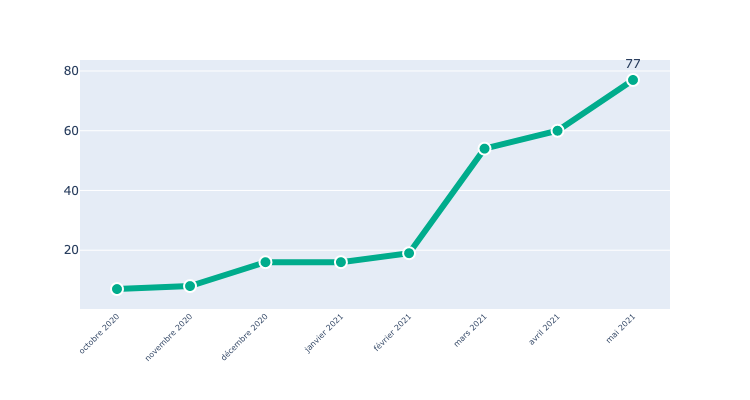 77
80
60
40
20
octobre 2020
novembre 2020
décembre 2020
janvier 2021
février 2021
mars 2021
avril 2021
mai 2021